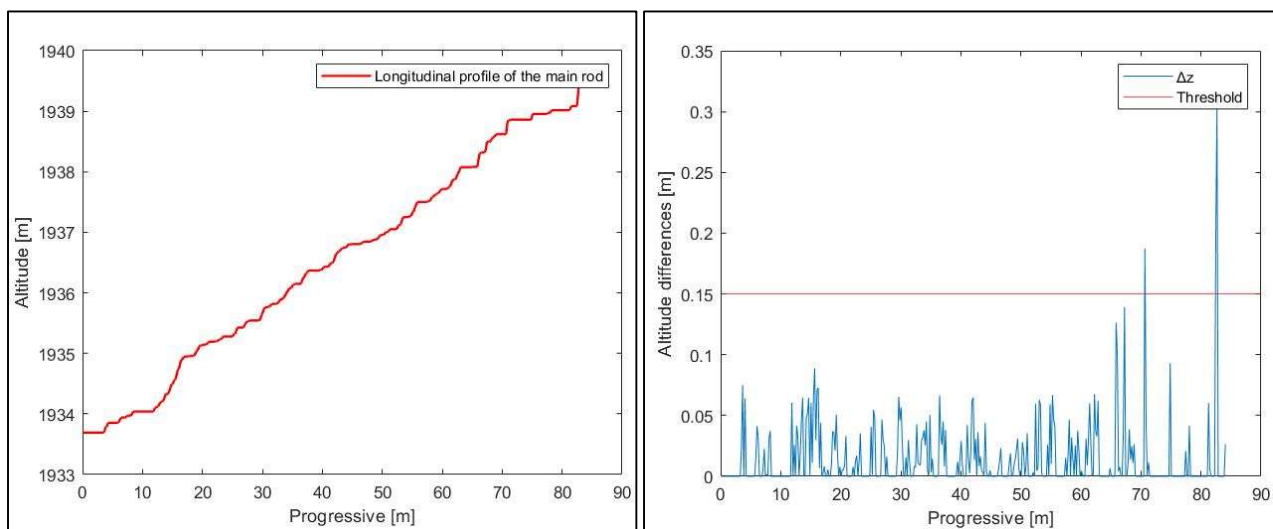 1940
1939
1938
1937
1936
1935
1934
1933
Altitude [m]
Longitudinal profile of the main rod
0 10 20 30 40 50 60 70 80 90
Progressive [m]
0.35
0.3
0.25
0.2
0.15
0.1
0.05
0
Altitude differences [m]
Δz
Threshold
0 10 20 30 40 50 60 70 80 90
Progressive [m]